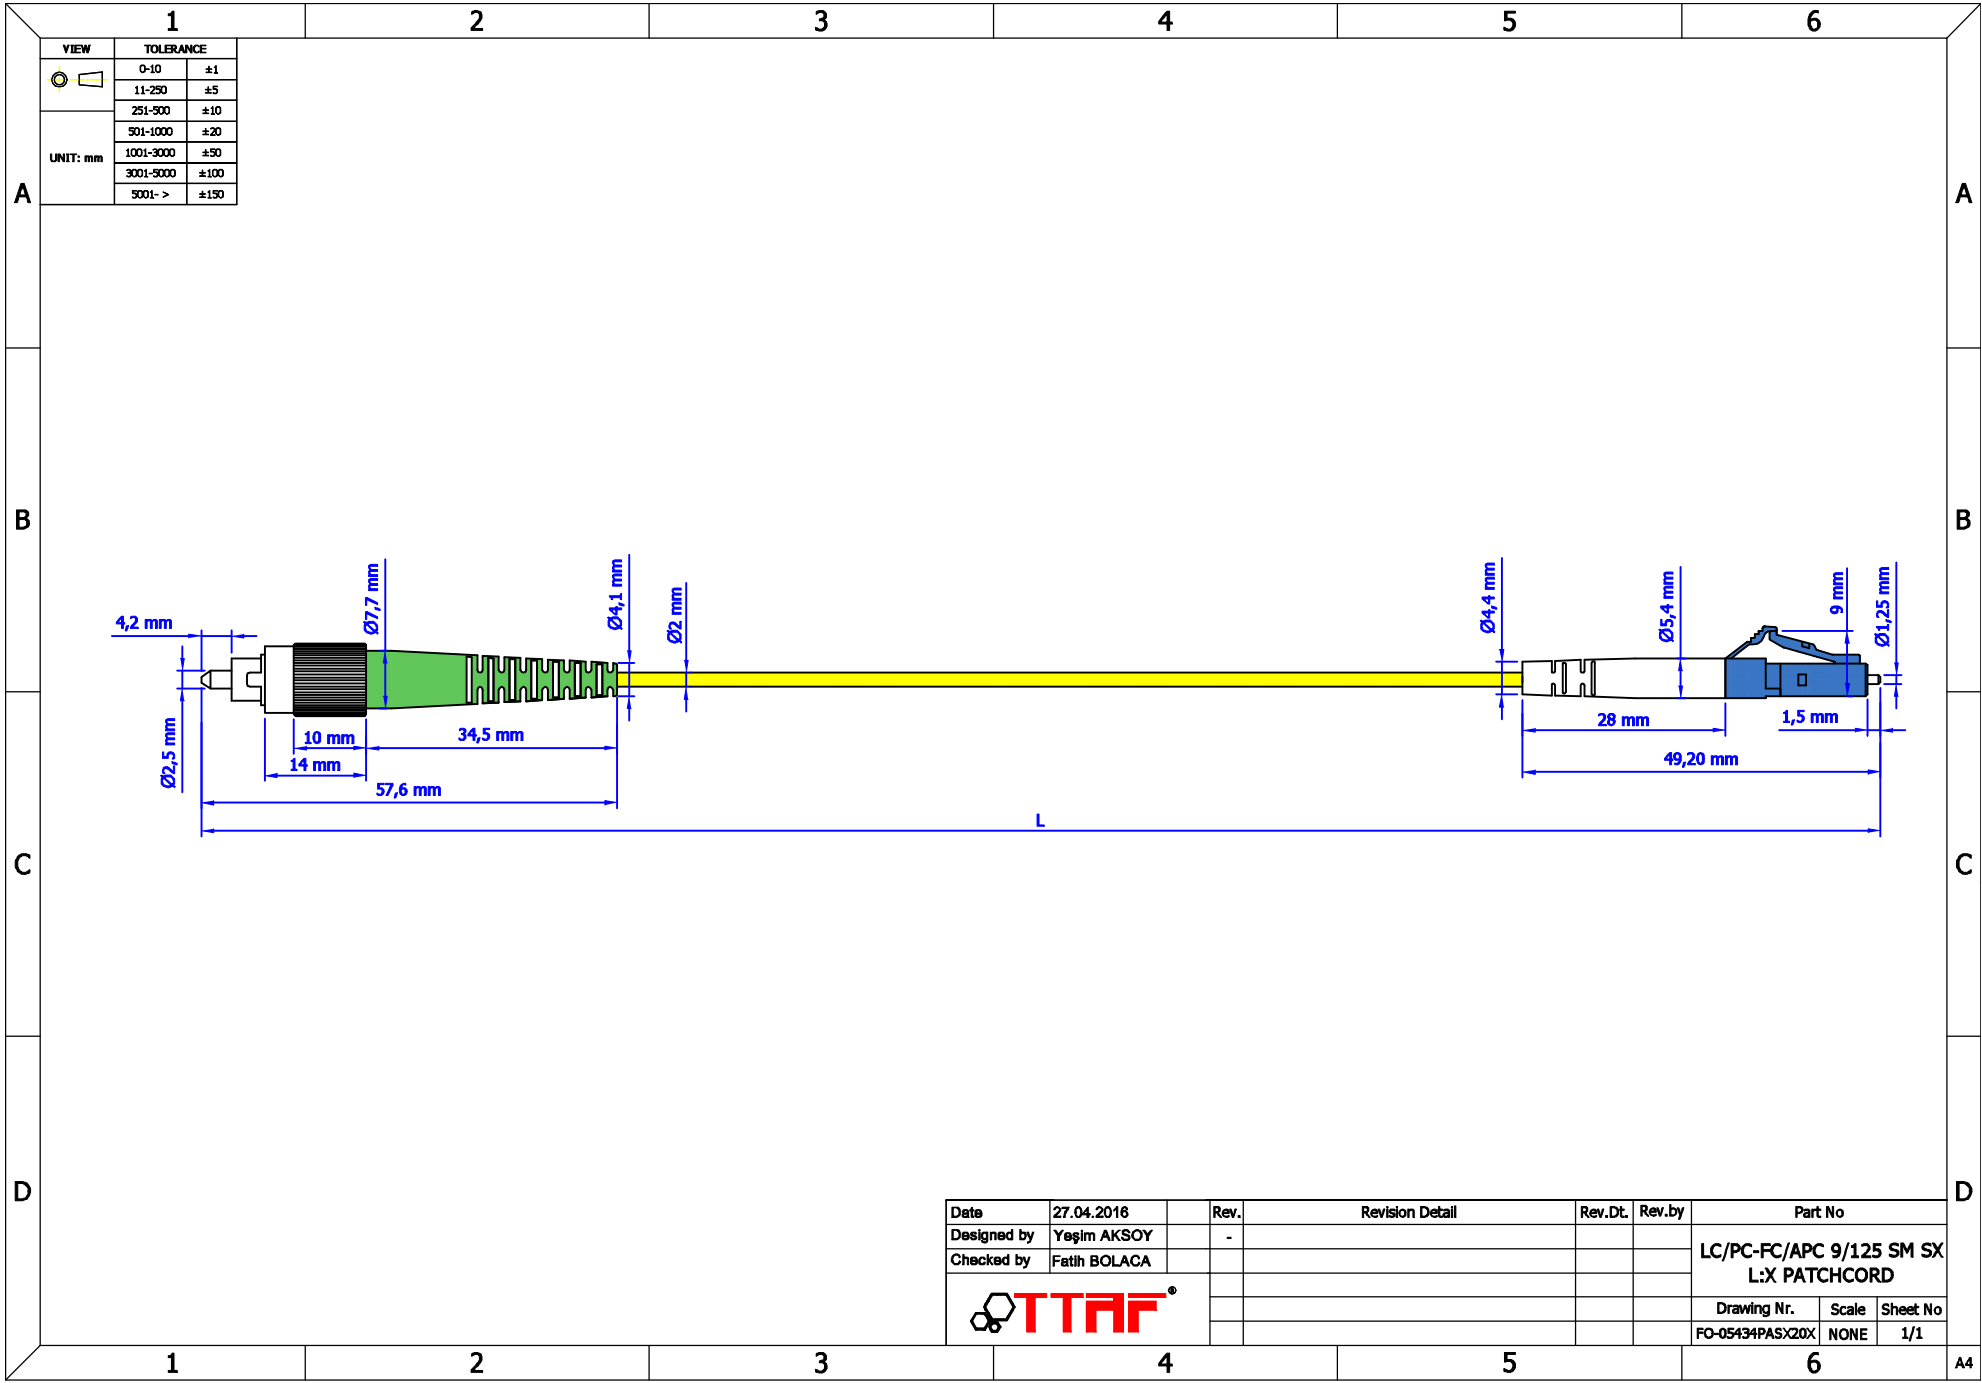 1 2 3 4 5 6
VIEW TOLERANCE
0-10 ±1
11-250 ±5
251-500 ±10
501-1000 ±20
UNIT: mm
1001-3000 ±50
3001-5000 ±100
5001- > ±150
A A
B B
4,2 mm
Ø7,7 mm
Ø4,1 mm
Ø2 mm
Ø4,4 mm
Ø5,4 mm
9 mm
Ø1,25 mm
Ø2,5 mm
10 mm
34,5 mm
28 mm
1,5 mm
14 mm
49,20 mm
57,6 mm
L
C C
D D
Date 27.04.2016 Rev. Revision Detail Rev.Dt. Rev.by Part No
Designed by Yeşim AKSOY -
Checked by Fatih BOLACA
LC/PC-FC/APC 9/125 SM SX
L:X PATCHCORD
TTAF ®
Drawing Nr. Scale Sheet No
FO-05434PASX20X NONE 1/1
1 2 3 4 5 6 A4